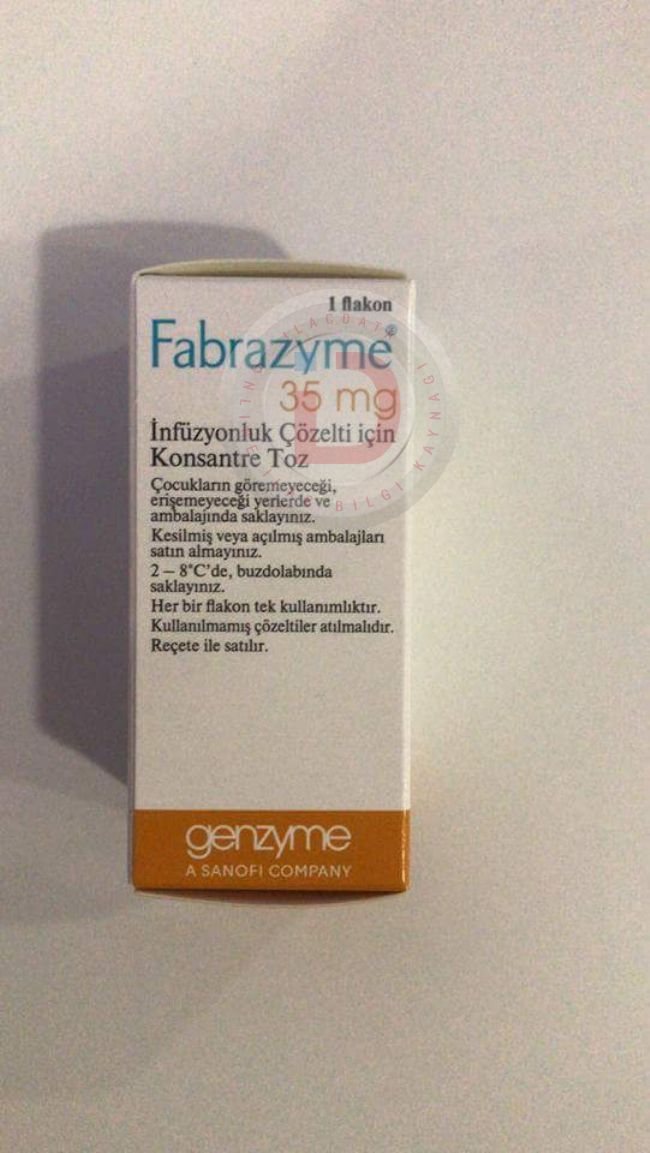 1 flakon
Fabrazyme®
35 mg
İnfüzyonluk Çözelti için
Konsantre Toz
Çocukların göremeyeceği,
erişemeyeceği yerlerde ve
ambalajında saklayınız.
Kesilmiş veya açılmış ambalajları
satın almayınız.
2 – 8°C'de, buzdolabında
saklayınız.
Her bir flakon tek kullanımlıktır.
Kullanılmamış çözeltiler atılmalıdır.
Reçete ile satılır.
genzyme
A SANOFI COMPANY